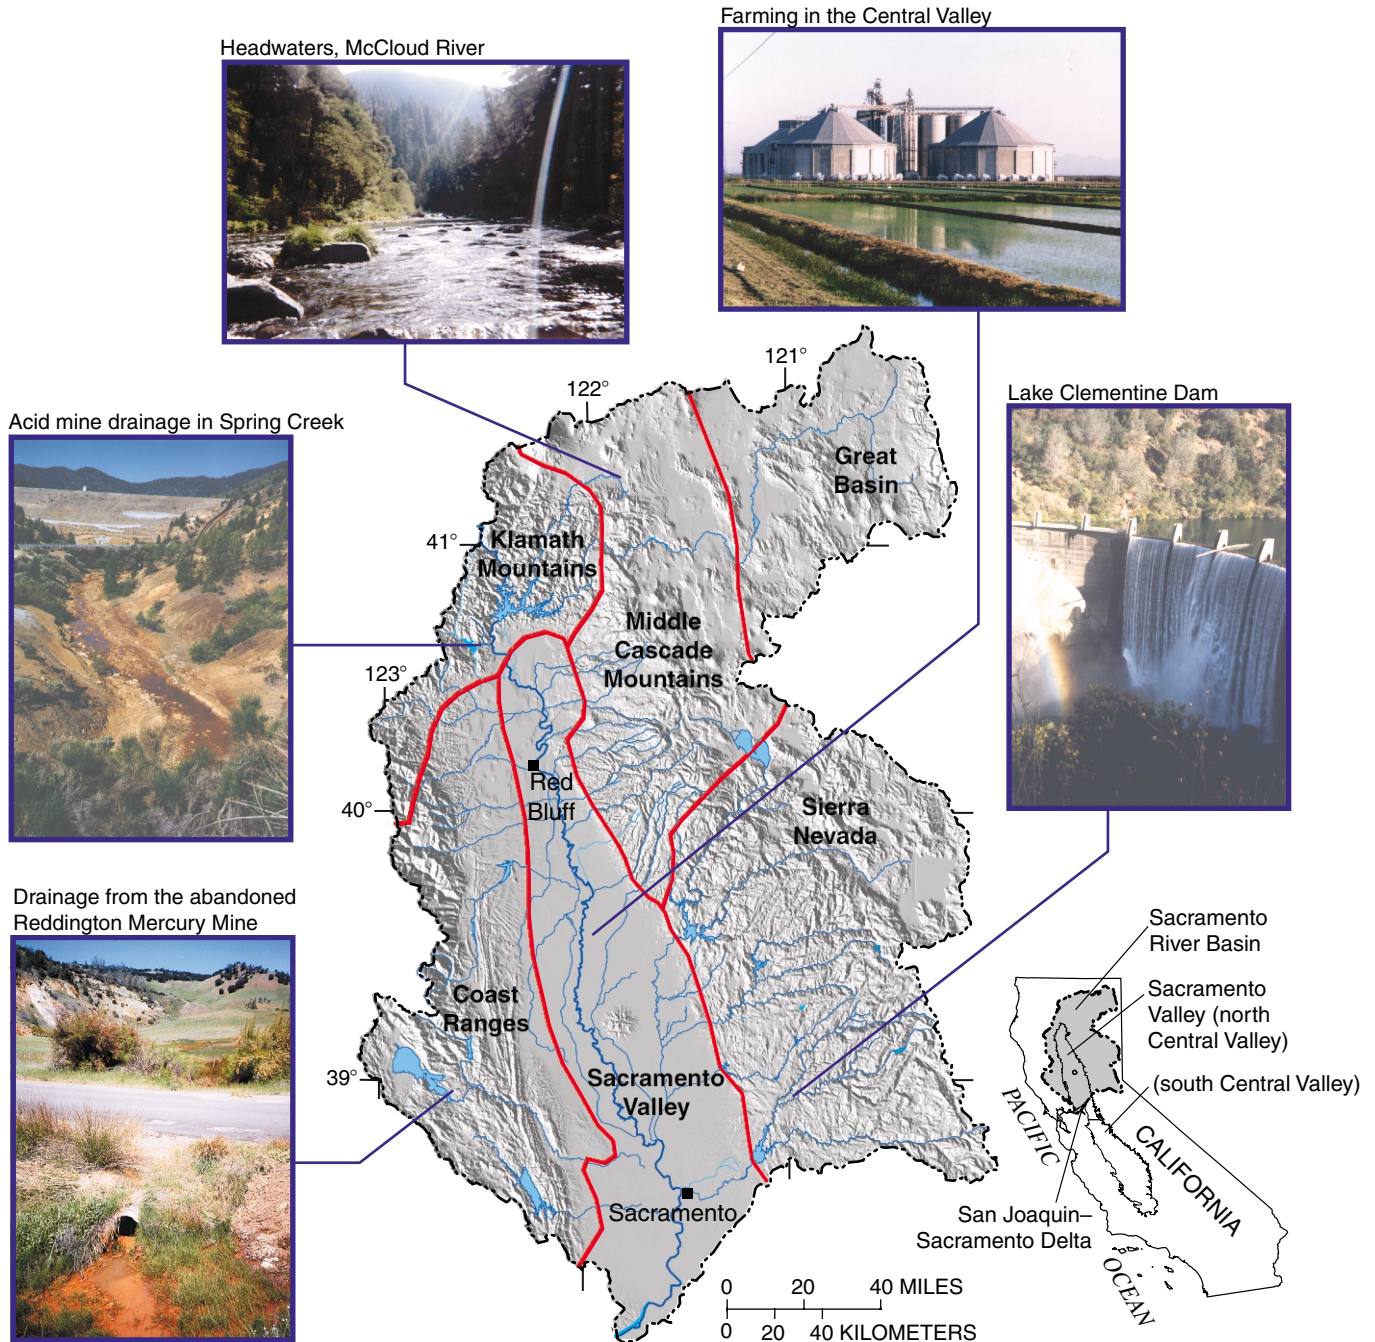 Farming in the Central Valley
Headwaters, McCloud River
121°
122°
Lake Clementine Dam
Acid mine drainage in Spring Creek
Great
Basin
41°
Klamath
Mountains
Middle
Cascade
Mountains
123°
Red
Bluff
40°
Sierra
Nevada
Drainage from the abandoned
Reddington Mercury Mine
Sacramento
River Basin
Coast
Ranges
Sacramento
Valley (north
Central Valley)
39°
Sacramento
Valley
(south Central Valley)
PACIFIC
CALIFORNIA
Sacramento
San Joaquin–
Sacramento Delta
OCEAN
0 20 40 MILES
0 20 40 KILOMETERS